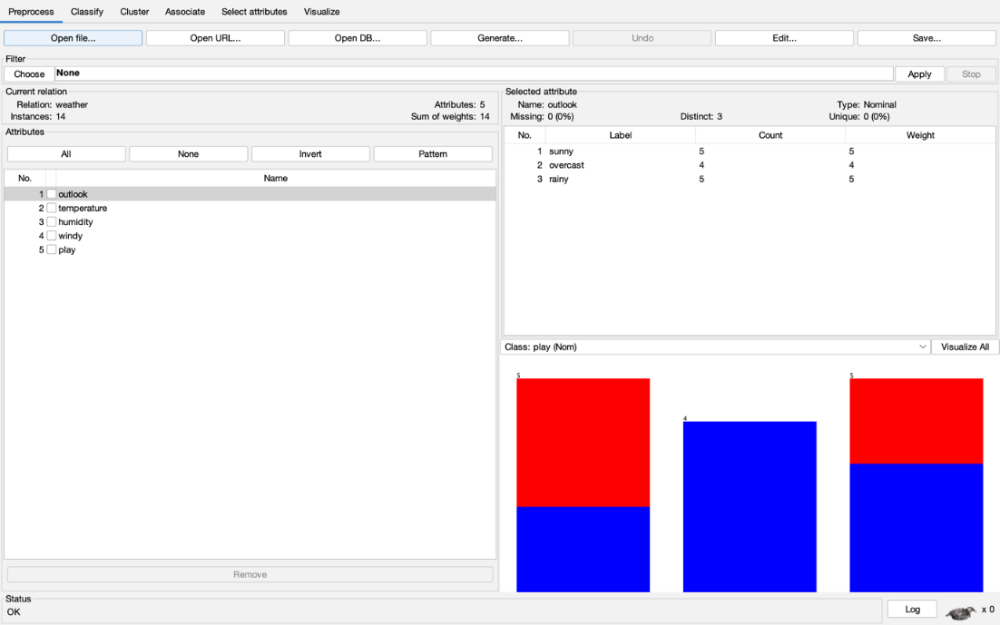 Preprocess Classify Cluster Associate Select attributes Visualize
Open file... Open URL... Open DB... Generate... Undo Edit... Save...
Filter
Choose None Apply Stop
Current relation
Relation: weather Attributes: 5
Instances: 14 Sum of weights: 14
Attributes
All None Invert Pattern
No. Name
1 outlook
2 temperature
3 humidity
4 windy
5 play
Remove
Selected attribute
Name: outlook Type: Nominal
Missing: 0 (0%) Distinct: 3 Unique: 0 (0%)
No. Label Count Weight
1 sunny 5 5
2 overcast 4 4
3 rainy 5 5
Class: play (Nom) Visualize All
5 5
4
Status
OK Log x 0